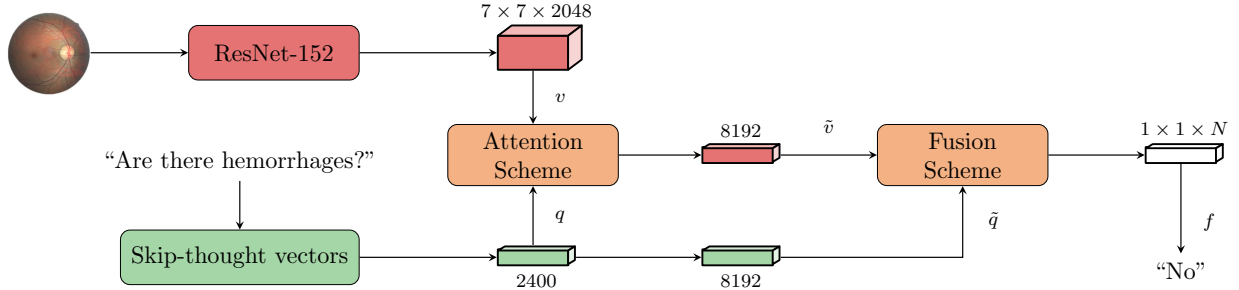 7 × 7 × 2048
ResNet-152
v
"Are there hemorrhages?"
Attention
Scheme
8192
ṽ
Fusion
Scheme
1 × 1 × N
q
q̃
f
Skip-thought vectors
2400
8192
"No"